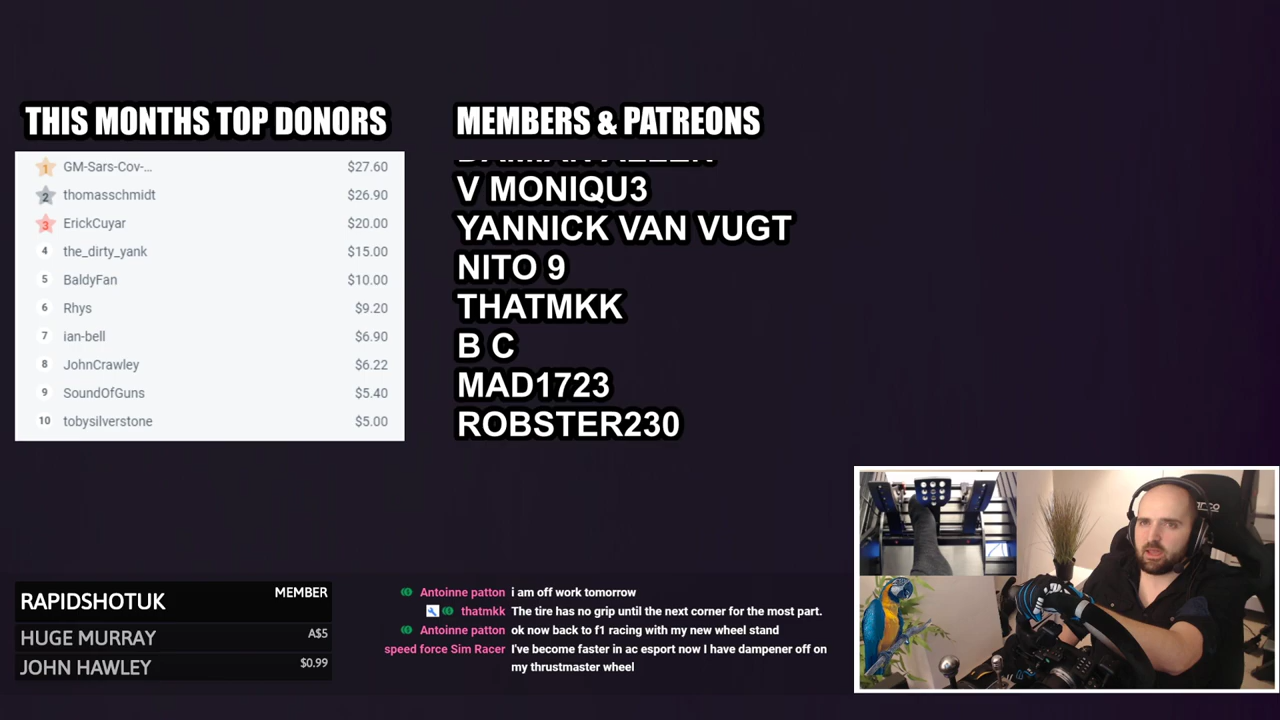 THIS MONTHS TOP DONORS
1 GM-Sars-Cov-... $27.60
2 thomasschmidt $26.90
3 ErickCuyar $20.00
4 the_dirty_yank $15.00
5 BaldyFan $10.00
6 Rhys $9.20
7 ian-bell $6.90
8 JohnCrawley $6.22
9 SoundOfGuns $5.40
10 tobysilverstone $5.00
MEMBERS & PATREONS
V MONIQU3
YANNICK VAN VUGT
NITO 9
THATMKK
B C
MAD1723
ROBSTER230
RAPIDSHOTUK MEMBER
HUGE MURRAY A$5
JOHN HAWLEY $0.99
Antoinne patton i am off work tomorrow
thatmkk The tire has no grip until the next corner for the most part.
Antoinne patton ok now back to f1 racing with my new wheel stand
speed force Sim Racer I've become faster in ac esport now I have dampener off on
my thrustmaster wheel